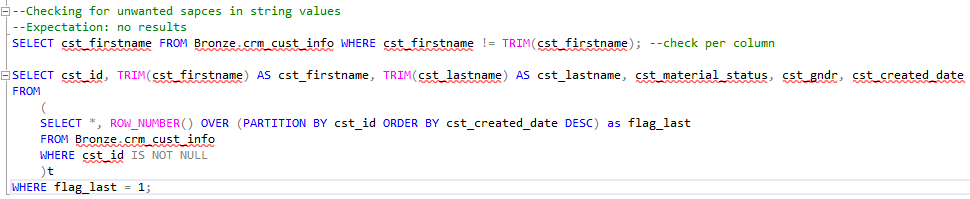 --Checking for unwanted sapces in string values
--Expectation: no results
SELECT cst_firstname FROM Bronze.crm_cust_info WHERE cst_firstname != TRIM(cst_firstname); --check per column
SELECT cst_id, TRIM(cst_firstname) AS cst_firstname, TRIM(cst_lastname) AS cst_lastname, cst_material_status, cst_gndr, cst_created_date
FROM
(
SELECT *, ROW_NUMBER() OVER (PARTITION BY cst_id ORDER BY cst_created_date DESC) as flag_last
FROM Bronze.crm_cust_info
WHERE cst_id IS NOT NULL
)t
WHERE flag_last = 1;